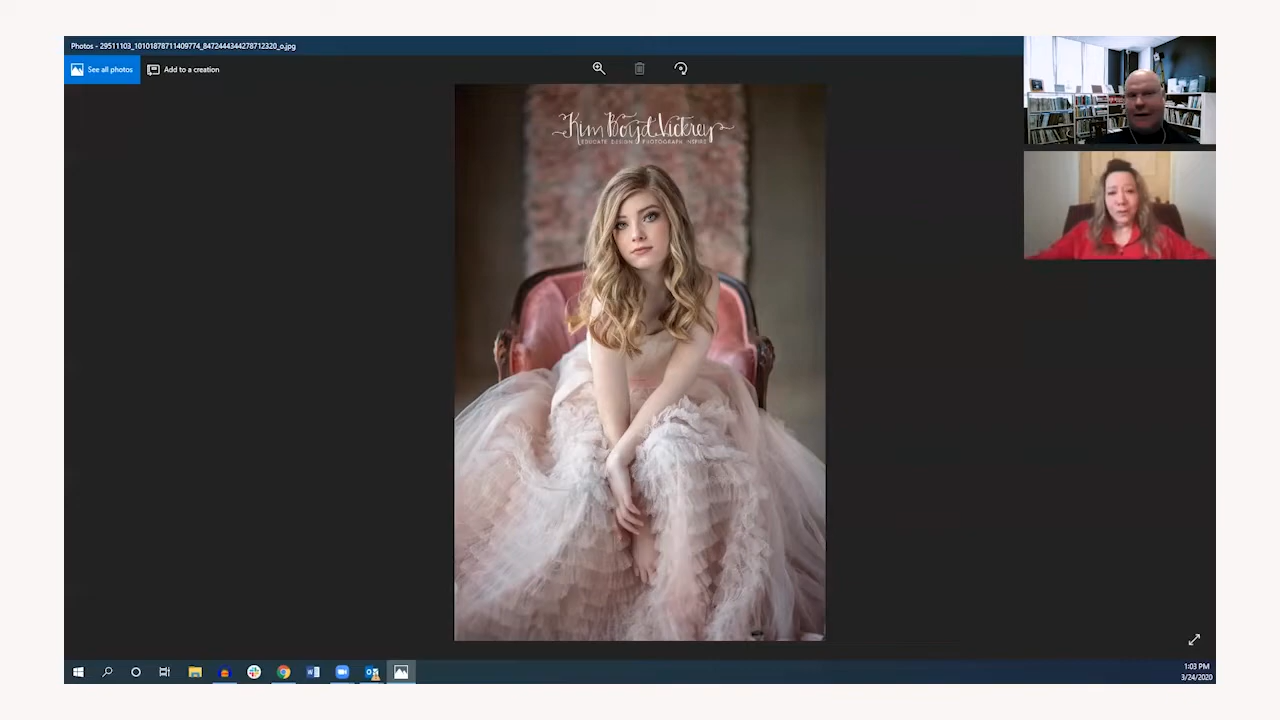 Photos - 29511103_10101878711409774_8472444344278712320_o.jpg
See all photos
Add to a creation
Kim Boyd Vickrey
EDUCATE DESIGN PHOTOGRAPH INSPIRE
1:03 PM
3/24/2020